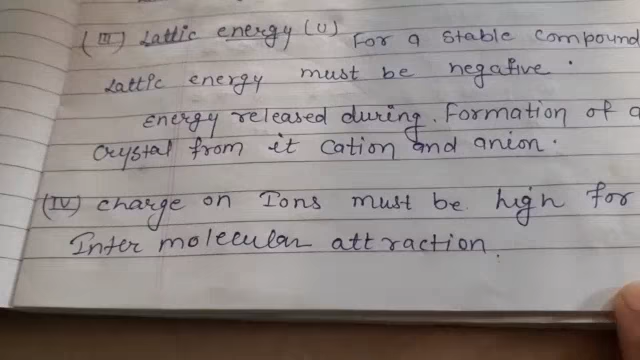 (III) Lattic energy (U) For a stable compound
Lattic energy must be negative.
energy released during. Formation of a
crystal from it cation and anion.
(IV) charge on Ions must be high for
Inter molecular attraction.